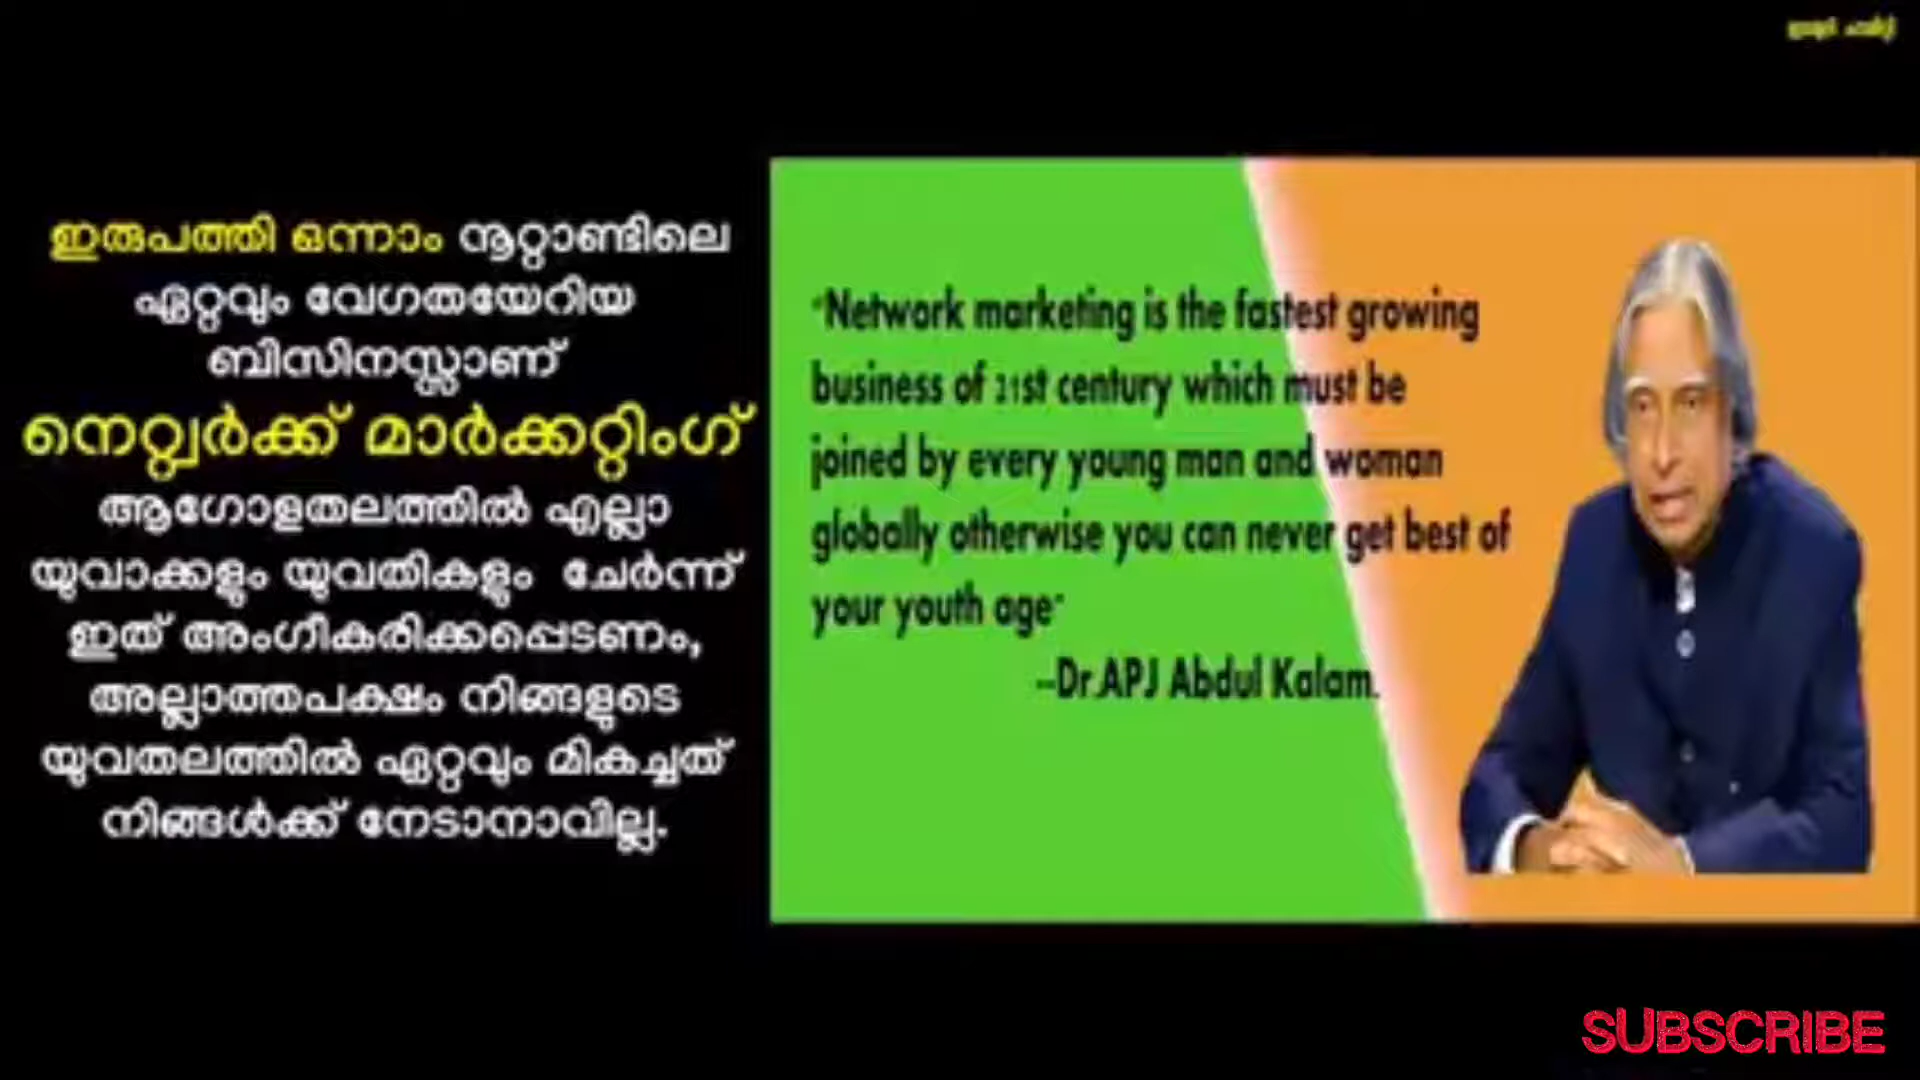 ഇരുപത്തി ഒന്നാം നൂറ്റാണ്ടിലെ
ഏറ്റവും വേഗതയേറിയ
ബിസിനസ്സാണ്
നെറ്റ്വർക്ക് മാർക്കറ്റിംഗ്
ആഗോളതലത്തിൽ എല്ലാ
യുവാക്കളും യുവതികളും ചേർന്ന്
ഇത് അംഗീകരിക്കപ്പെടണം,
അല്ലാത്തപക്ഷം നിങ്ങളുടെ
യുവതലത്തിൽ ഏറ്റവും മികച്ചത്
നിങ്ങൾക്ക് നേടാനാവില്ല.
"Network marketing is the fastest growing
business of 21st century which must be
joined by every young man and woman
globally otherwise you can never get best of
your youth age"
--Dr.APJ Abdul Kalam.
SUBSCRIBE